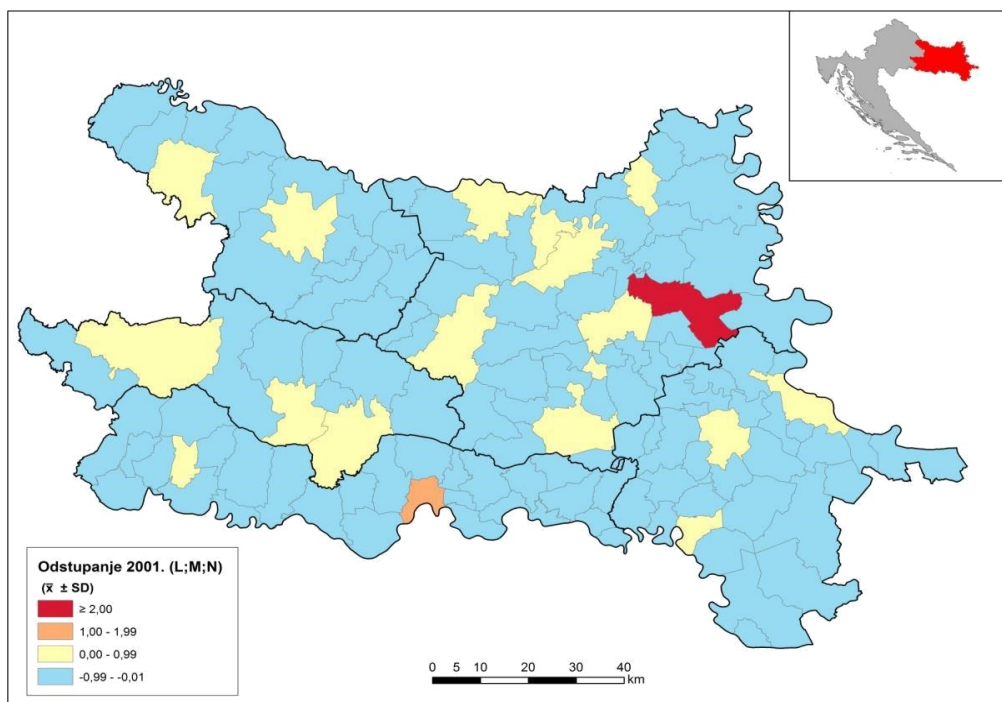 Odstupanje 2001. (L;M;N)
(x̅ ± SD)
≥ 2,00
1,00 - 1,99
0,00 - 0,99
-0,99 - -0,01
0 5 10 20 30 40
km